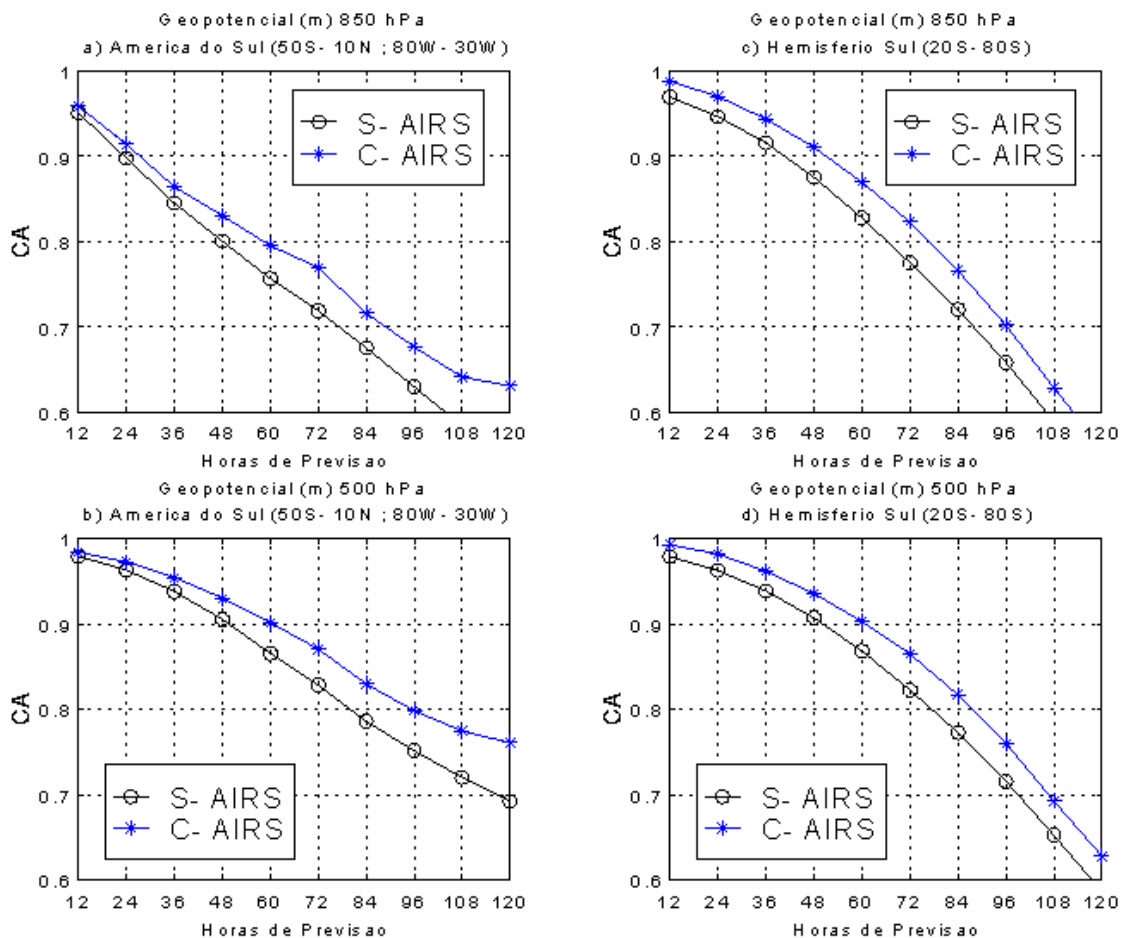 Geopotencial (m) 850 hPa
a) America do Sul (50S- 10N ; 80W- 30W)
1
0.9
0.8
0.7
0.6
CA
S- AIRS
C- AIRS
12 24 36 48 60 72 84 96 108 120
Horas de Previsao
Geopotencial (m) 850 hPa
c) Hemisferio Sul (20S- 80S)
1
0.9
0.8
0.7
0.6
CA
S- AIRS
C- AIRS
12 24 36 48 60 72 84 96 108 120
Horas de Previsao
Geopotencial (m) 500 hPa
b) America do Sul (50S- 10N ; 80W- 30W)
1
0.9
0.8
0.7
0.6
CA
S- AIRS
C- AIRS
12 24 36 48 60 72 84 96 108 120
Horas de Previsao
Geopotencial (m) 500 hPa
d) Hemisferio Sul (20S- 80S)
1
0.9
0.8
0.7
0.6
CA
S- AIRS
C- AIRS
12 24 36 48 60 72 84 96 108 120
Horas de Previsao